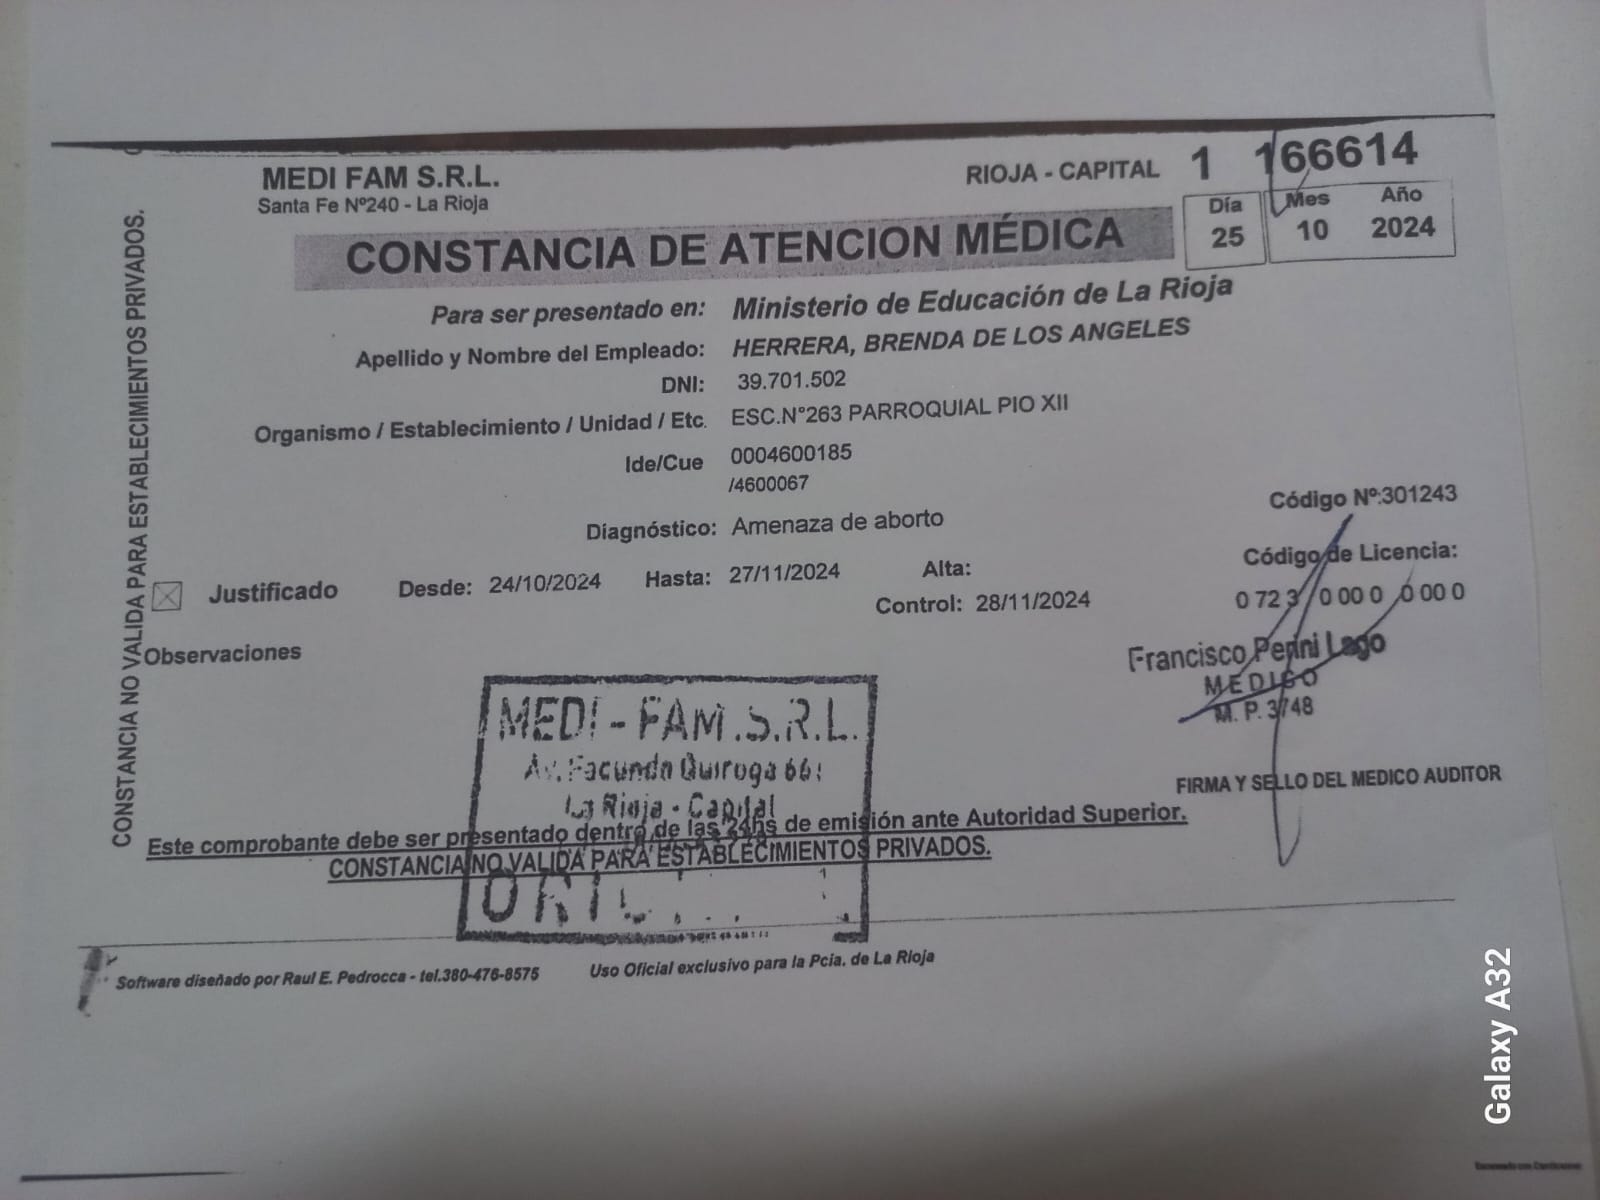 MEDI FAM S.R.L.
Santa Fe Nº240 - La Rioja
RIOJA - CAPITAL 1 166614
Día Mes Año
25 10 2024
CONSTANCIA DE ATENCION MÉDICA
Para ser presentado en: Ministerio de Educación de La Rioja
Apellido y Nombre del Empleado: HERRERA, BRENDA DE LOS ANGELES
DNI: 39.701.502
Organismo / Establecimiento / Unidad / Etc. ESC.N°263 PARROQUIAL PIO XII
Ide/Cue 0004600185
/4600067
Código Nº:301243
Diagnóstico: Amenaza de aborto
Código de Licencia:
0 72 3 0 00 0 0 00 0
Justificado Desde: 24/10/2024 Hasta: 27/11/2024 Alta:
Control: 28/11/2024
Observaciones
Francisco Perini Lago
MEDICO
M. P. 3748
FIRMA Y SELLO DEL MEDICO AUDITOR
MEDI - FAM.S.R.L.
Av. Facundo Quiroga
La Rioja - Capital
Este comprobante debe ser presentado dentro de las 24hs de emisión ante Autoridad Superior.
CONSTANCIA NO VALIDA PARA ESTABLECIMIENTOS PRIVADOS.
Software diseñado por Raul E. Pedrocca - tel.380-476-8575 Uso Oficial exclusivo para la Pcia. de La Rioja
CONSTANCIA NO VALIDA PARA ESTABLECIMIENTOS PRIVADOS.
Galaxy A32